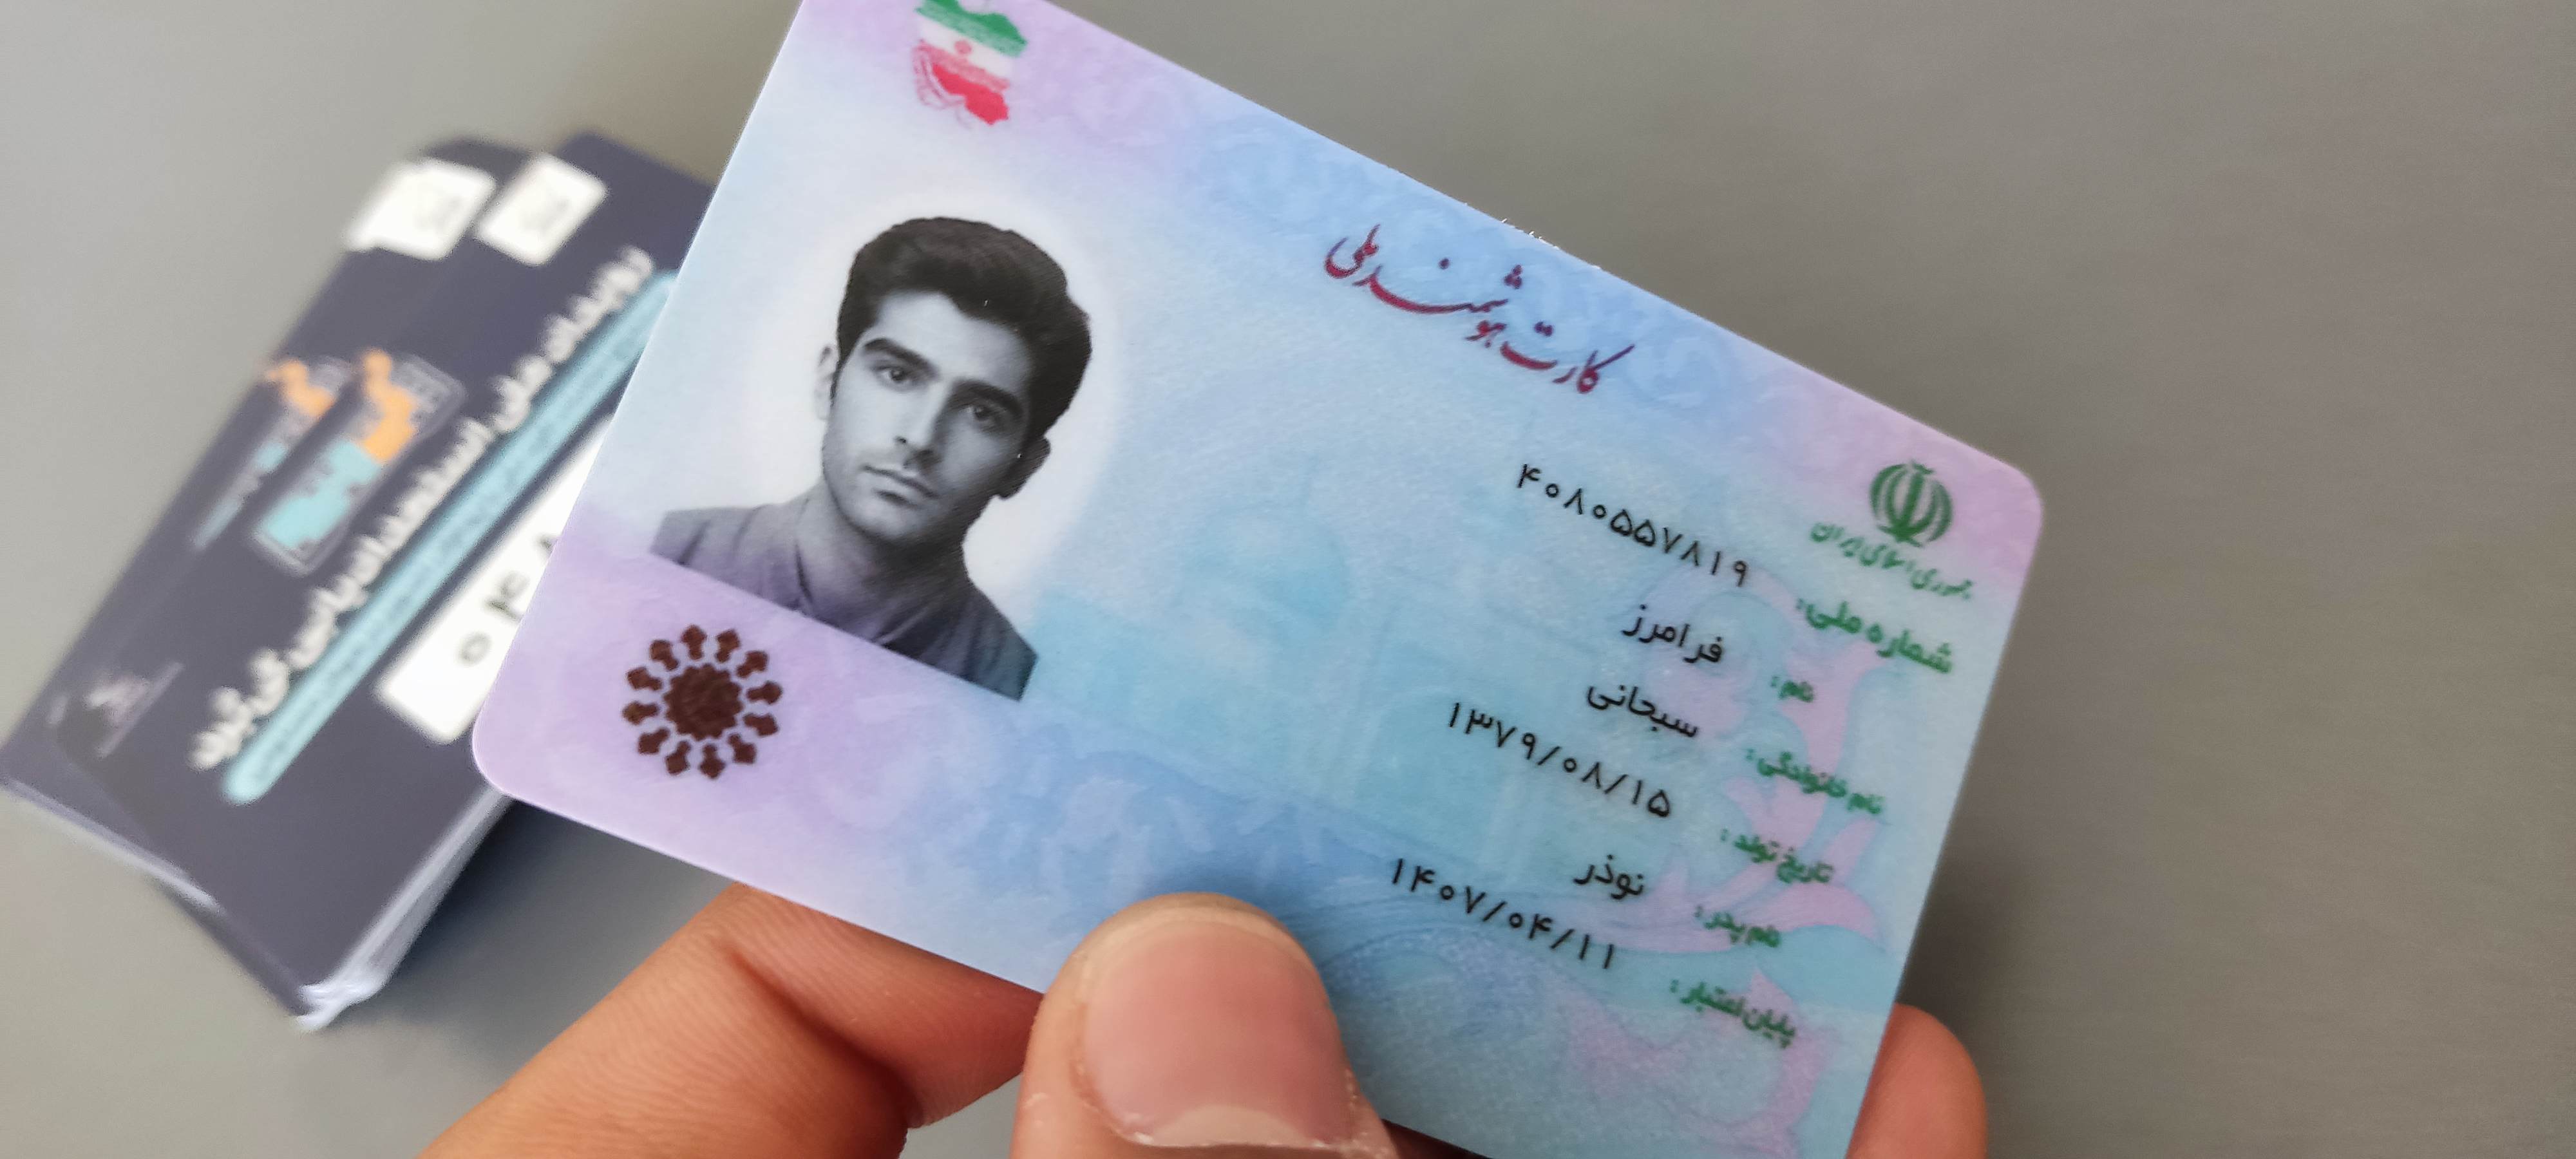 کارت هوشمند ملی
جمهوری اسلامی ایران
شماره ملی: ۴۰۸۰۵۵۷۸۱۹
نام: فرامرز
نام خانوادگی: سبحانی
تاریخ تولد: ۱۳۷۹/۰۸/۱۵
نام پدر: نوذر
پایان اعتبار: ۱۴۰۷/۰۴/۱۱